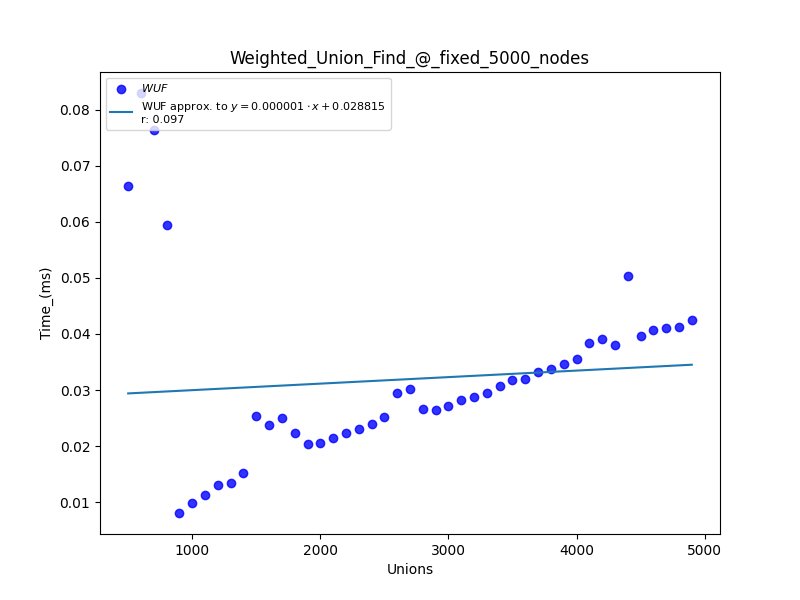 Weighted_Union_Find_@_fixed_5000_nodes
WUF
WUF approx. to y = 0.000001 · x + 0.028815
r: 0.097
0.08
0.07
0.06
0.05
0.04
0.03
0.02
0.01
Time_(ms)
1000 2000 3000 4000 5000
Unions